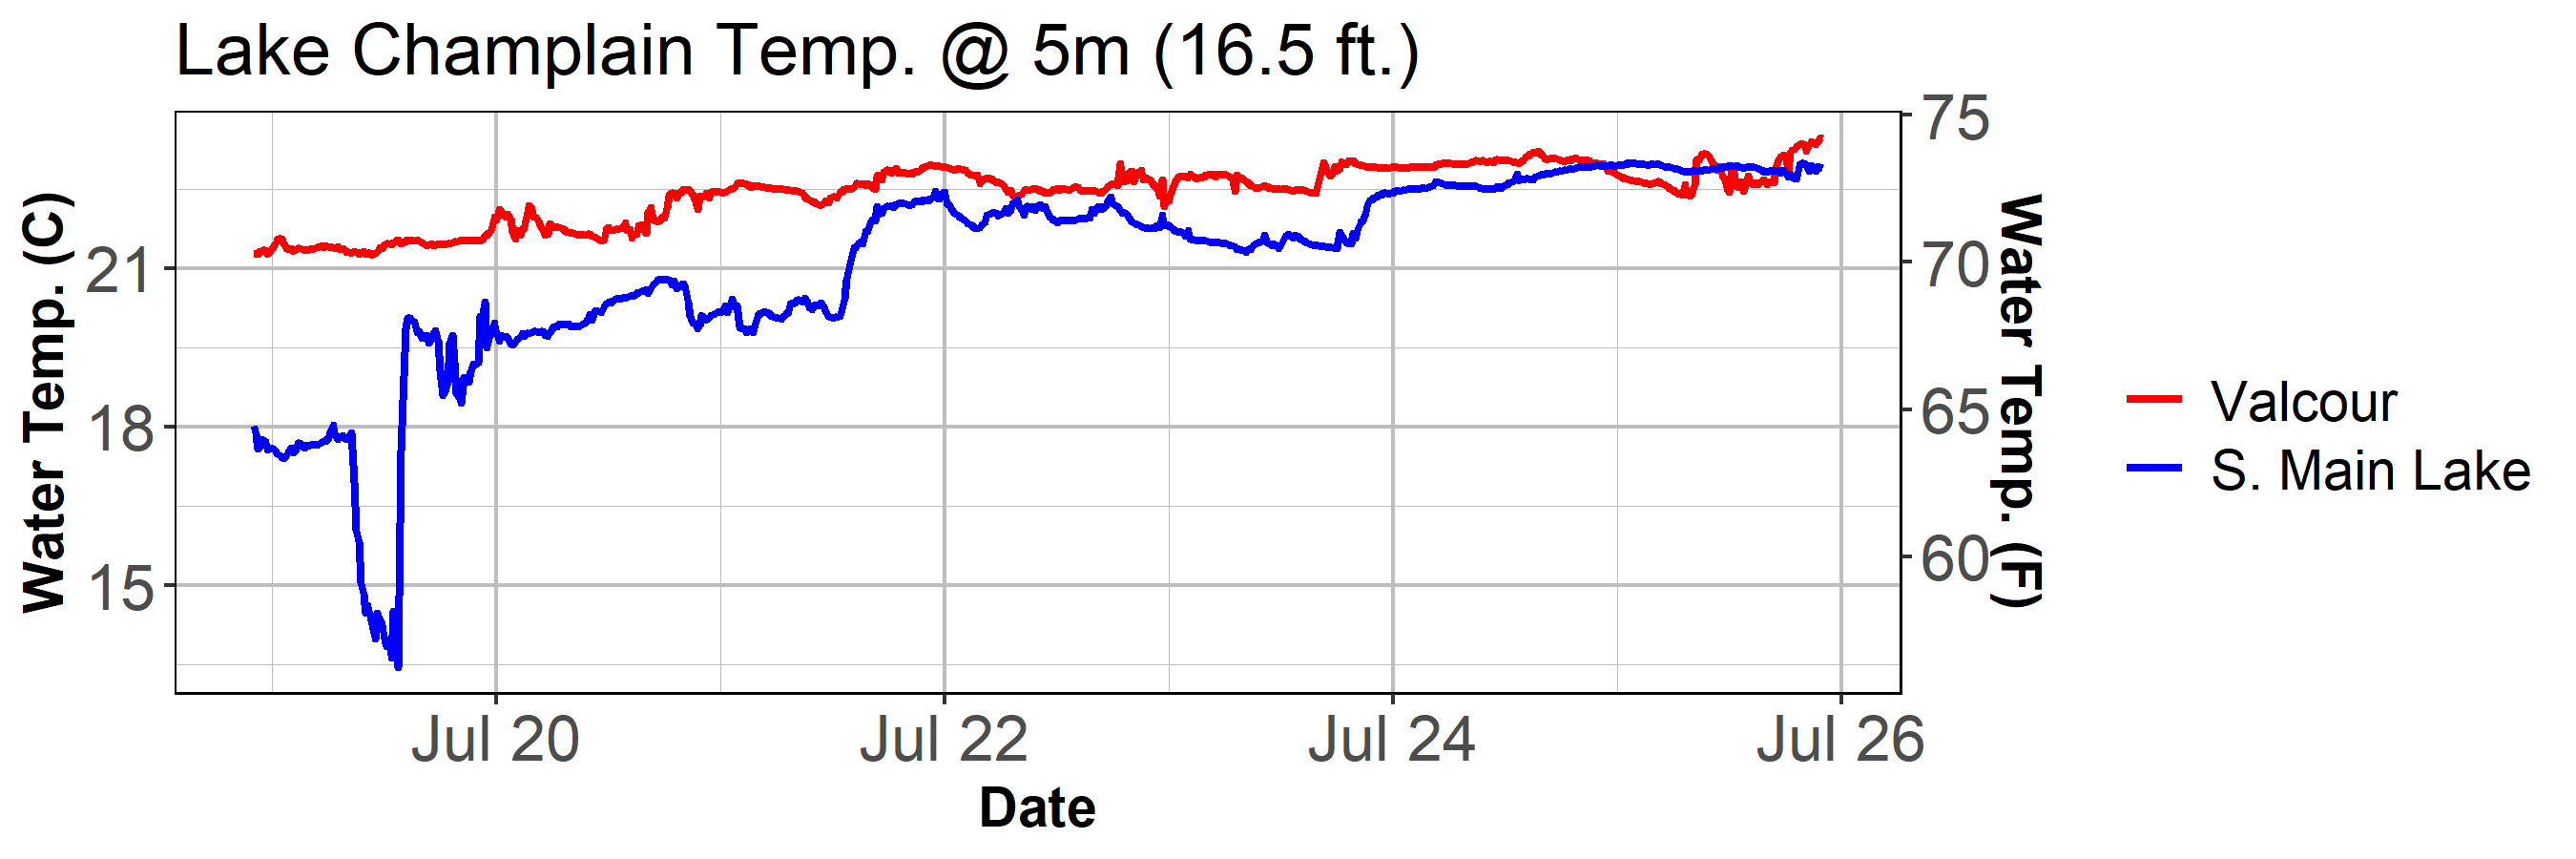 Lake Champlain Temp. @ 5m (16.5 ft.)
Water Temp. (C)
21
18
15
75
70
65
60
Water Temp. (F)
Jul 20
Jul 22
Jul 24
Jul 26
Date
Valcour
S. Main Lake